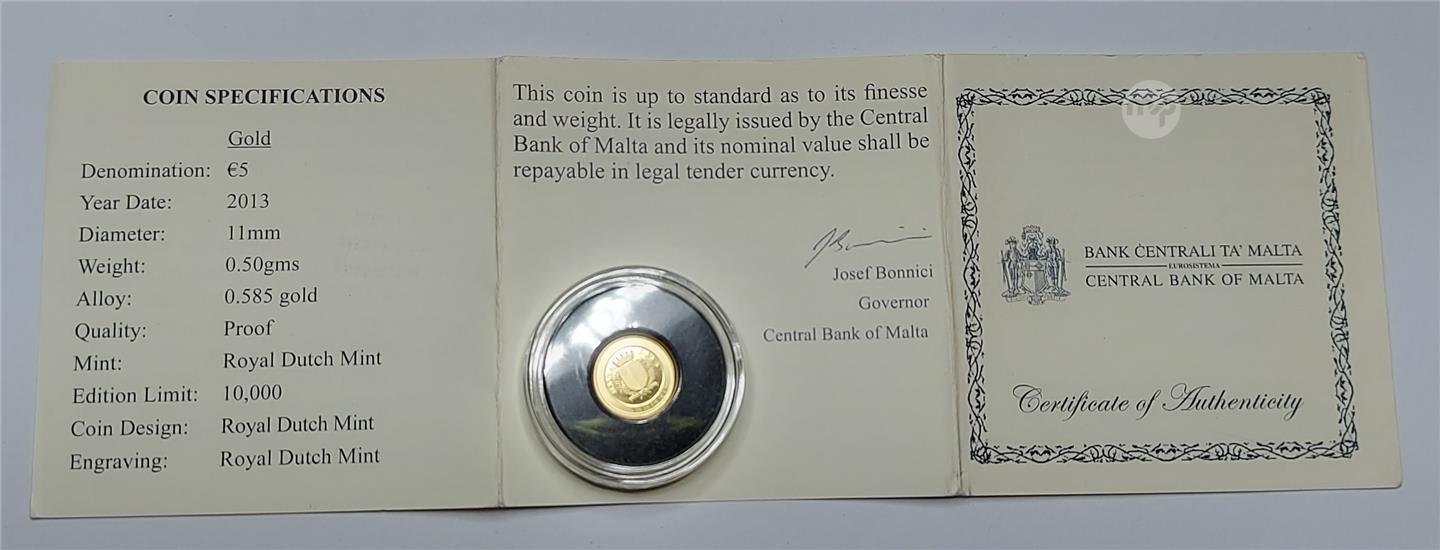 COIN SPECIFICATIONS
Gold
Denomination: €5
Year Date: 2013
Diameter: 11mm
Weight: 0.50gms
Alloy: 0.585 gold
Quality: Proof
Mint: Royal Dutch Mint
Edition Limit: 10,000
Coin Design: Royal Dutch Mint
Engraving: Royal Dutch Mint
This coin is up to standard as to its finesse
and weight. It is legally issued by the Central
Bank of Malta and its nominal value shall be
repayable in legal tender currency.
Josef Bonnici
Governor
Central Bank of Malta
BANK ĊENTRALI TA' MALTA
EUROSISTEMA
CENTRAL BANK OF MALTA
Certificate of Authenticity